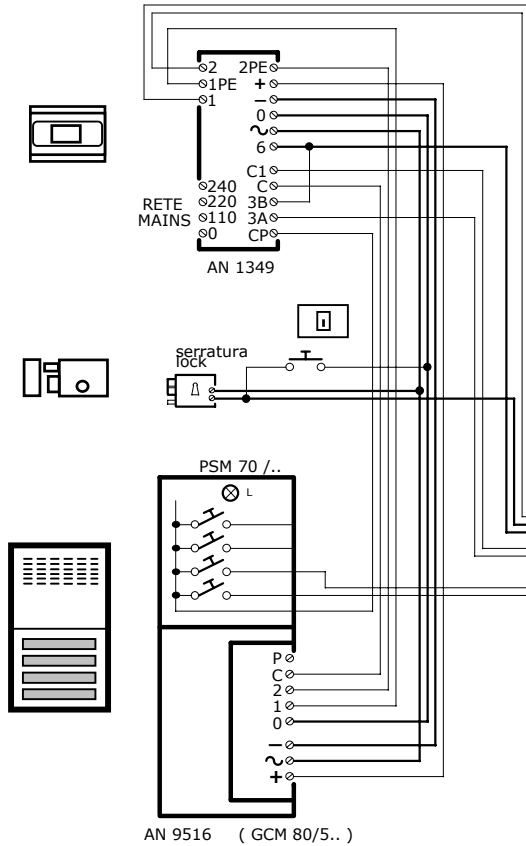 2 2PE
1PE +
1 −
0
~
6
C1
240 C
220 3B
110 3A
0 CP
RETE
MAINS
AN 1349
serratura
lock
PSM 70 /..
L
P
C
2
1
0
−
~
+
AN 9516 ( GCM 80/5.. )